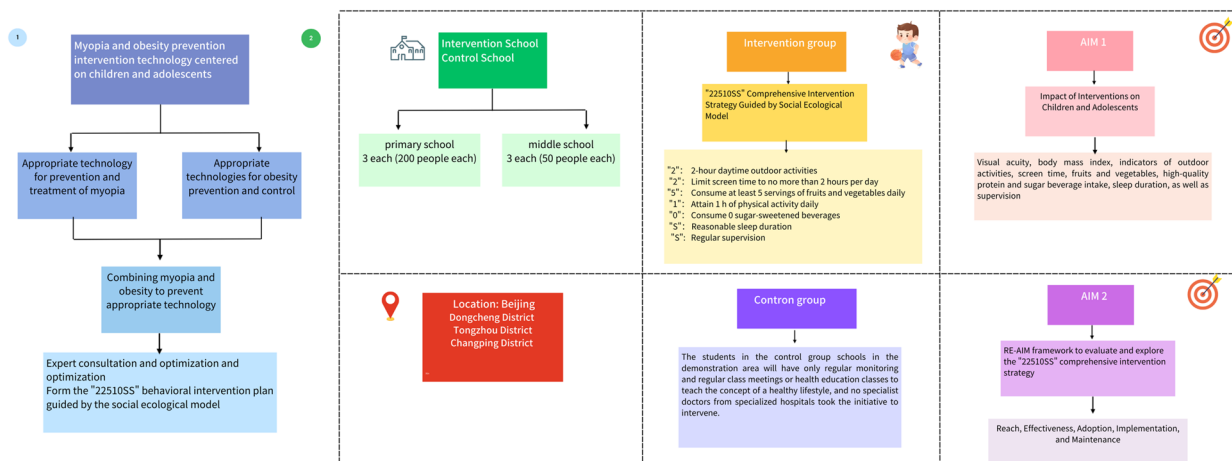 1
Myopia and obesity prevention
intervention technology centered
on children and adolescents
2
Appropriate technology
for prevention and
treatment of myopia
Appropriate
technologies for obesity
prevention and control
Combining myopia and
obesity to prevent
appropriate technology
Expert consultation and optimization and
optimization
Form the "22510SS" behavioral intervention plan
guided by the social ecological model
Intervention School
Control School
primary school
3 each (200 people each)
middle school
3 each (50 people each)
Intervention group
"22510SS" Comprehensive Intervention
Strategy Guided by Social Ecological
Model
"2": 2-hour daytime outdoor activities
"2": Limit screen time to no more than 2 hours per day
"5": Consume at least 5 servings of fruits and vegetables daily
"1": Attain 1 h of physical activity daily
"0": Consume 0 sugar-sweetened beverages
"S": Reasonable sleep duration
"S": Regular supervision
AIM 1
Impact of Interventions on
Children and Adolescents
Visual acuity, body mass index, indicators of outdoor
activities, screen time, fruits and vegetables, high-quality
protein and sugar beverage intake, sleep duration, as well as
supervision
Location: Beijing
Dongcheng District
Tongzhou District
Changping District
Contron group
The students in the control group schools in the
demonstration area will have only regular monitoring
and regular class meetings or health education classes to
teach the concept of a healthy lifestyle, and no specialist
doctors from specialized hospitals took the initiative to
intervene.
AIM 2
RE-AIM framework to evaluate and explore
the "22510SS" comprehensive intervention
strategy
Reach, Effectiveness, Adoption, Implementation,
and Maintenance